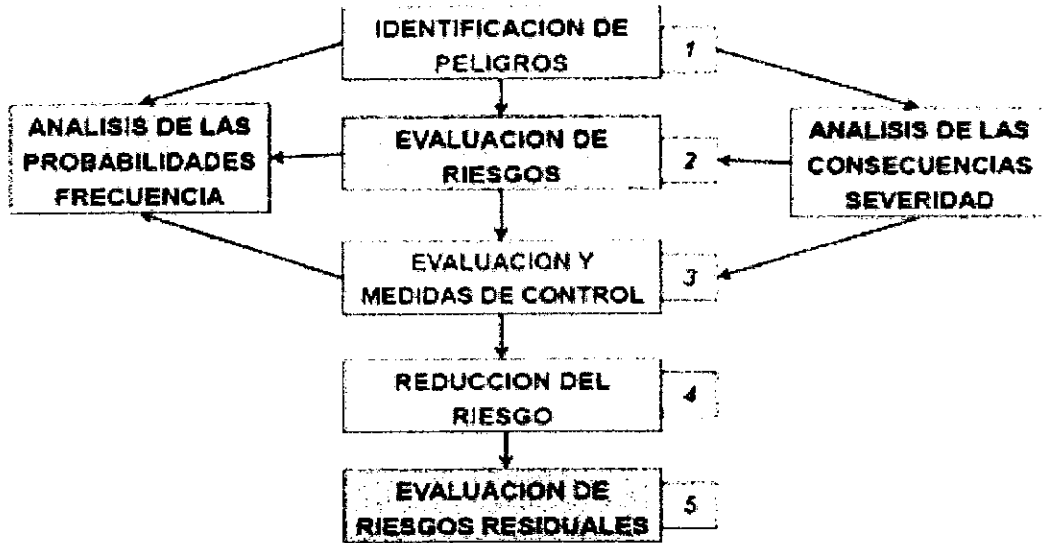 IDENTIFICACION DE
PELIGROS
1
ANALISIS DE LAS
PROBABILIDADES
FRECUENCIA
EVALUACION DE
RIESGOS
2
ANALISIS DE LAS
CONSECUENCIAS
SEVERIDAD
EVALUACION Y
MEDIDAS DE CONTROL
3
REDUCCION DEL
RIESGO
4
EVALUACION DE
RIESGOS RESIDUALES
5